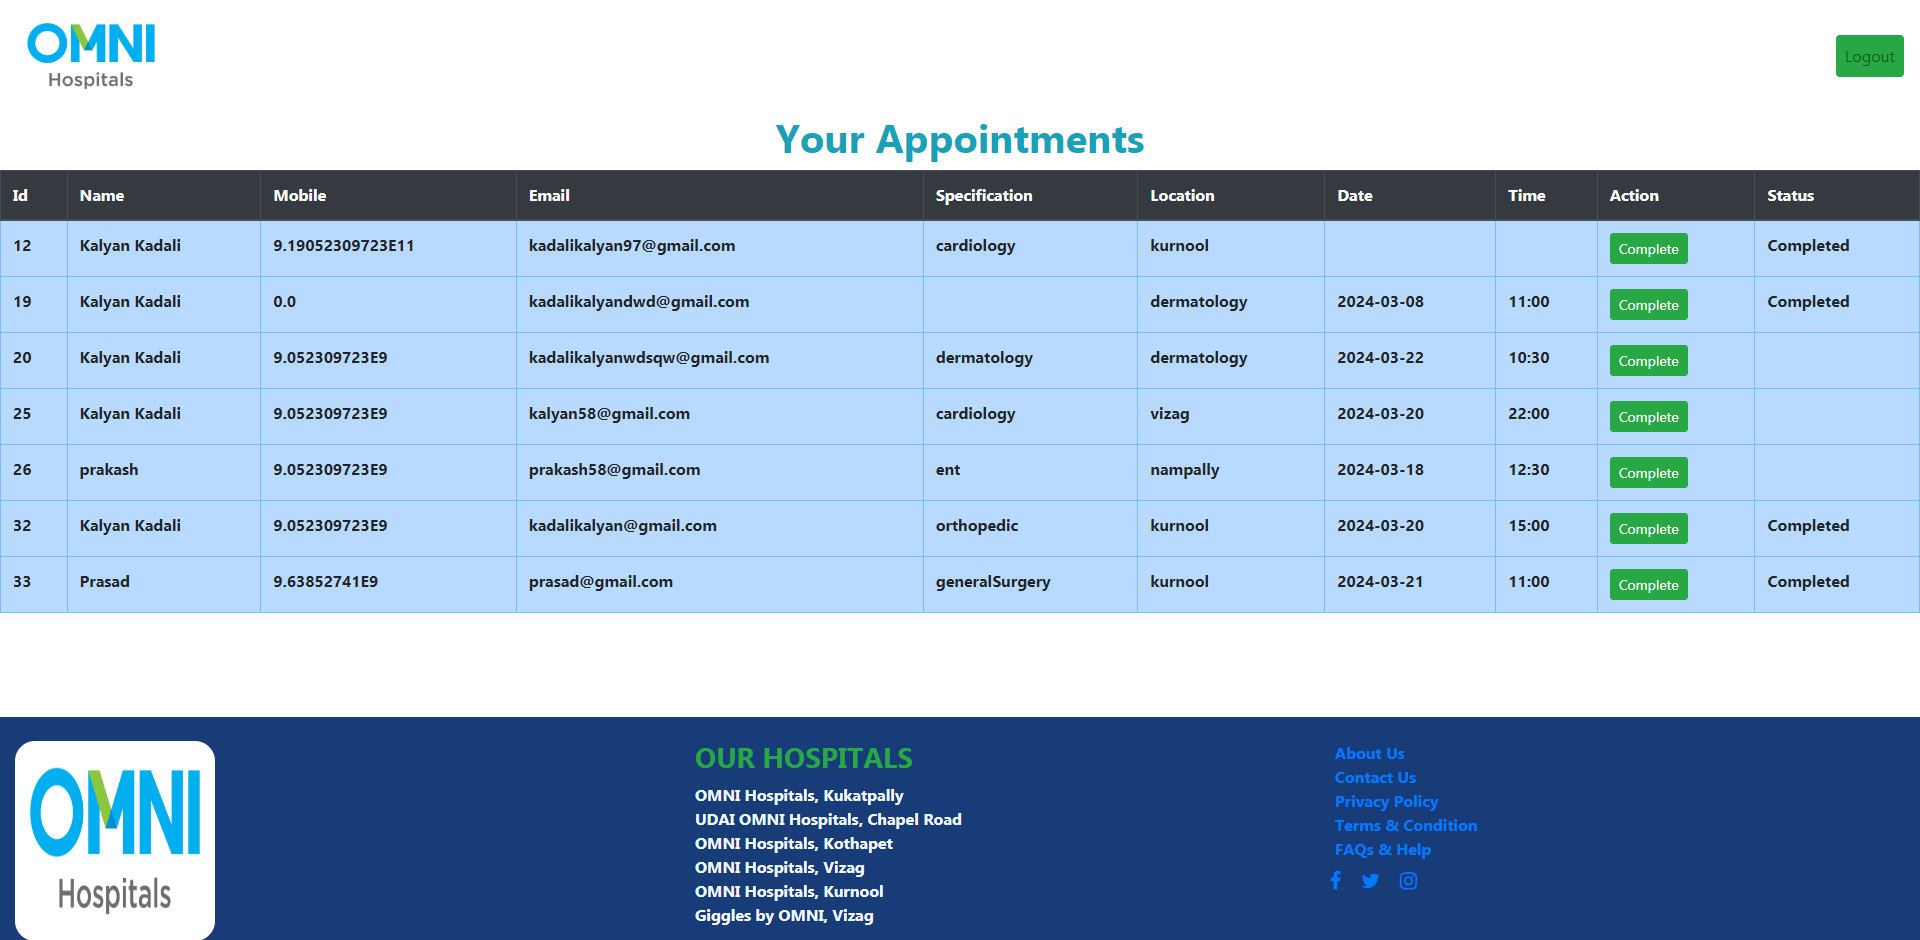 OMNI
Hospitals
Logout
Your Appointments
Id Name Mobile Email Specification Location Date Time Action Status
12 Kalyan Kadali 9.19052309723E11 kadalikalyan97@gmail.com cardiology kurnool Complete Completed
19 Kalyan Kadali 0.0 kadalikalyandwd@gmail.com dermatology 2024-03-08 11:00 Complete Completed
20 Kalyan Kadali 9.052309723E9 kadalikalyanwdsqw@gmail.com dermatology dermatology 2024-03-22 10:30 Complete
25 Kalyan Kadali 9.052309723E9 kalyan58@gmail.com cardiology vizag 2024-03-20 22:00 Complete
26 prakash 9.052309723E9 prakash58@gmail.com ent nampally 2024-03-18 12:30 Complete
32 Kalyan Kadali 9.052309723E9 kadalikalyan@gmail.com orthopedic kurnool 2024-03-20 15:00 Complete Completed
33 Prasad 9.63852741E9 prasad@gmail.com generalSurgery kurnool 2024-03-21 11:00 Complete Completed
OMNI
Hospitals
OUR HOSPITALS
OMNI Hospitals, Kukatpally
UDAI OMNI Hospitals, Chapel Road
OMNI Hospitals, Kothapet
OMNI Hospitals, Vizag
OMNI Hospitals, Kurnool
Giggles by OMNI, Vizag
About Us
Contact Us
Privacy Policy
Terms & Condition
FAQs & Help